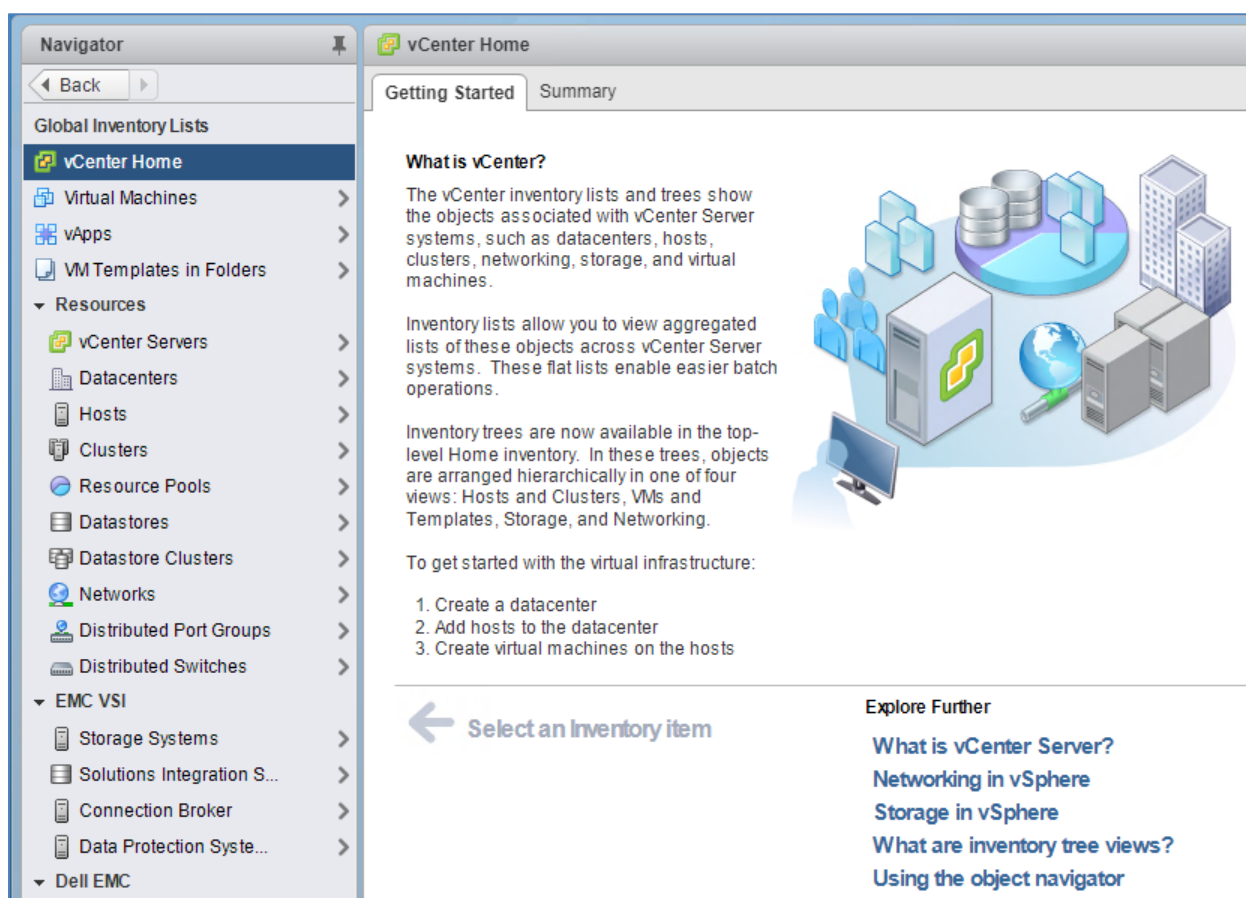 Navigator
Back
Global Inventory Lists
vCenter Home
Virtual Machines
vApps
VM Templates in Folders
Resources
vCenter Servers
Datacenters
Hosts
Clusters
Resource Pools
Datastores
Datastore Clusters
Networks
Distributed Port Groups
Distributed Switches
EMC VSI
Storage Systems
Solutions Integration S...
Connection Broker
Data Protection Syste...
Dell EMC
vCenter Home
Getting Started
Summary
What is vCenter?
The vCenter inventory lists and trees show
the objects associated with vCenter Server
systems, such as datacenters, hosts,
clusters, networking, storage, and virtual
machines.
Inventory lists allow you to view aggregated
lists of these objects across vCenter Server
systems. These flat lists enable easier batch
operations.
Inventory trees are now available in the top-
level Home inventory. In these trees, objects
are arranged hierarchically in one of four
views: Hosts and Clusters, VMs and
Templates, Storage, and Networking.
To get started with the virtual infrastructure:
1. Create a datacenter
2. Add hosts to the datacenter
3. Create virtual machines on the hosts
Select an Inventory item
Explore Further
What is vCenter Server?
Networking in vSphere
Storage in vSphere
What are inventory tree views?
Using the object navigator